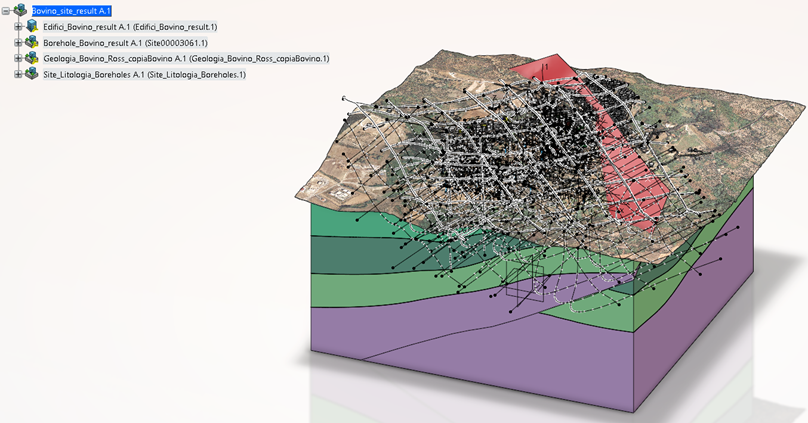 Bovino_site_result A.1
Edifici_Bovino_result A.1 (Edifici_Bovino_result.1)
Borehole_Bovino_result A.1 (Site00003061.1)
Geologia_Bovino_Ross_copiaBovino A.1 (Geologia_Bovino_Ross_copiaBovino.1)
Site_Litologia_Boreholes A.1 (Site_Litologia_Boreholes.1)